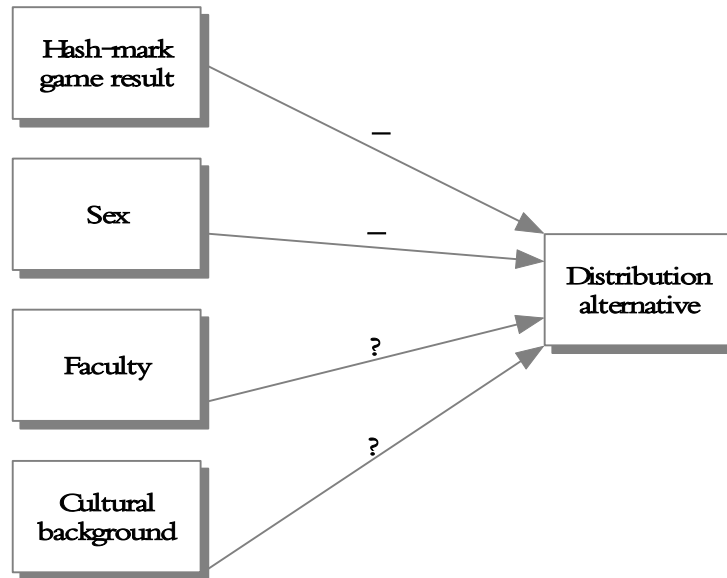 Hash-mark
game result
—
Sex
—
Distribution
alternative
Faculty
?
?
Cultural
background